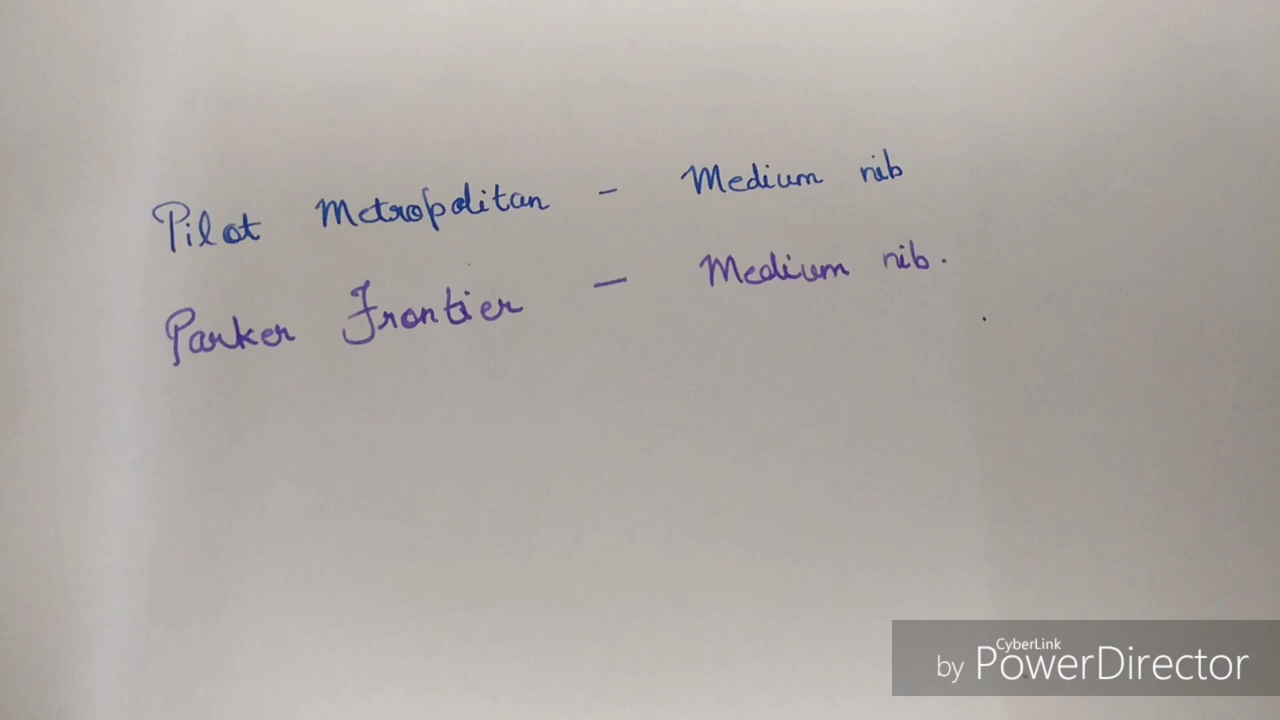 Pilot Metropolitan - Medium nib
Parker Frontier - Medium nib.
CyberLink
by PowerDirector